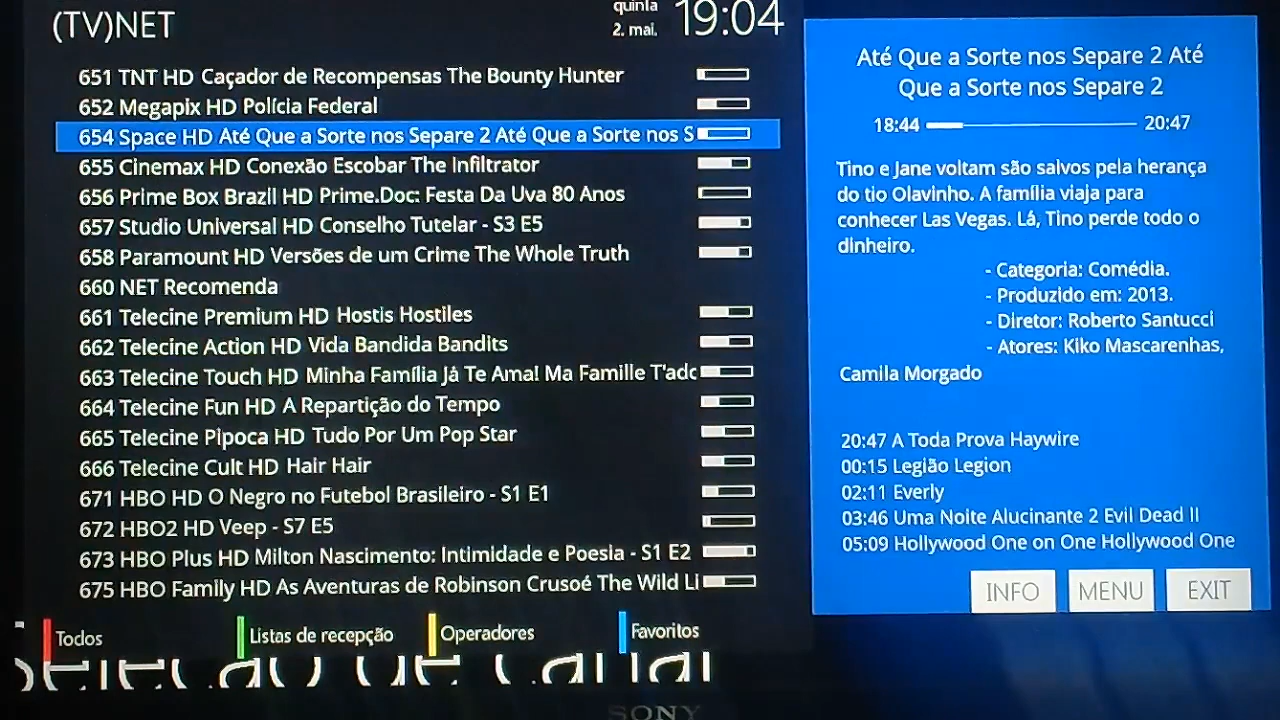 (TV)NET
quinta
2. mai.
19:04
651 TNT HD Caçador de Recompensas The Bounty Hunter
652 Megapix HD Polícia Federal
654 Space HD Até Que a Sorte nos Separe 2 Até Que a Sorte nos S
655 Cinemax HD Conexão Escobar The Infiltrator
656 Prime Box Brazil HD Prime.Doc: Festa Da Uva 80 Anos
657 Studio Universal HD Conselho Tutelar - S3 E5
658 Paramount HD Versões de um Crime The Whole Truth
660 NET Recomenda
661 Telecine Premium HD Hostis Hostiles
662 Telecine Action HD Vida Bandida Bandits
663 Telecine Touch HD Minha Família Já Te Ama! Ma Famille T'adc
664 Telecine Fun HD A Repartição do Tempo
665 Telecine Pipoca HD Tudo Por Um Pop Star
666 Telecine Cult HD Hair Hair
671 HBO HD O Negro no Futebol Brasileiro - S1 E1
672 HBO2 HD Veep - S7 E5
673 HBO Plus HD Milton Nascimento: Intimidade e Poesia - S1 E2
675 HBO Family HD As Aventuras de Robinson Crusoé The Wild Li
Todos
Listas de recepção
Operadores
Favoritos
Seleção de canal
SONY
Até Que a Sorte nos Separe 2 Até
Que a Sorte nos Separe 2
18:44
20:47
Tino e Jane voltam são salvos pela herança
do tio Olavinho. A família viaja para
conhecer Las Vegas. Lá, Tino perde todo o
dinheiro.
- Categoria: Comédia.
- Produzido em: 2013.
- Diretor: Roberto Santucci
- Atores: Kiko Mascarenhas,
Camila Morgado
20:47 A Toda Prova Haywire
00:15 Legião Legion
02:11 Everly
03:46 Uma Noite Alucinante 2 Evil Dead II
05:09 Hollywood One on One Hollywood One
INFO
MENU
EXIT